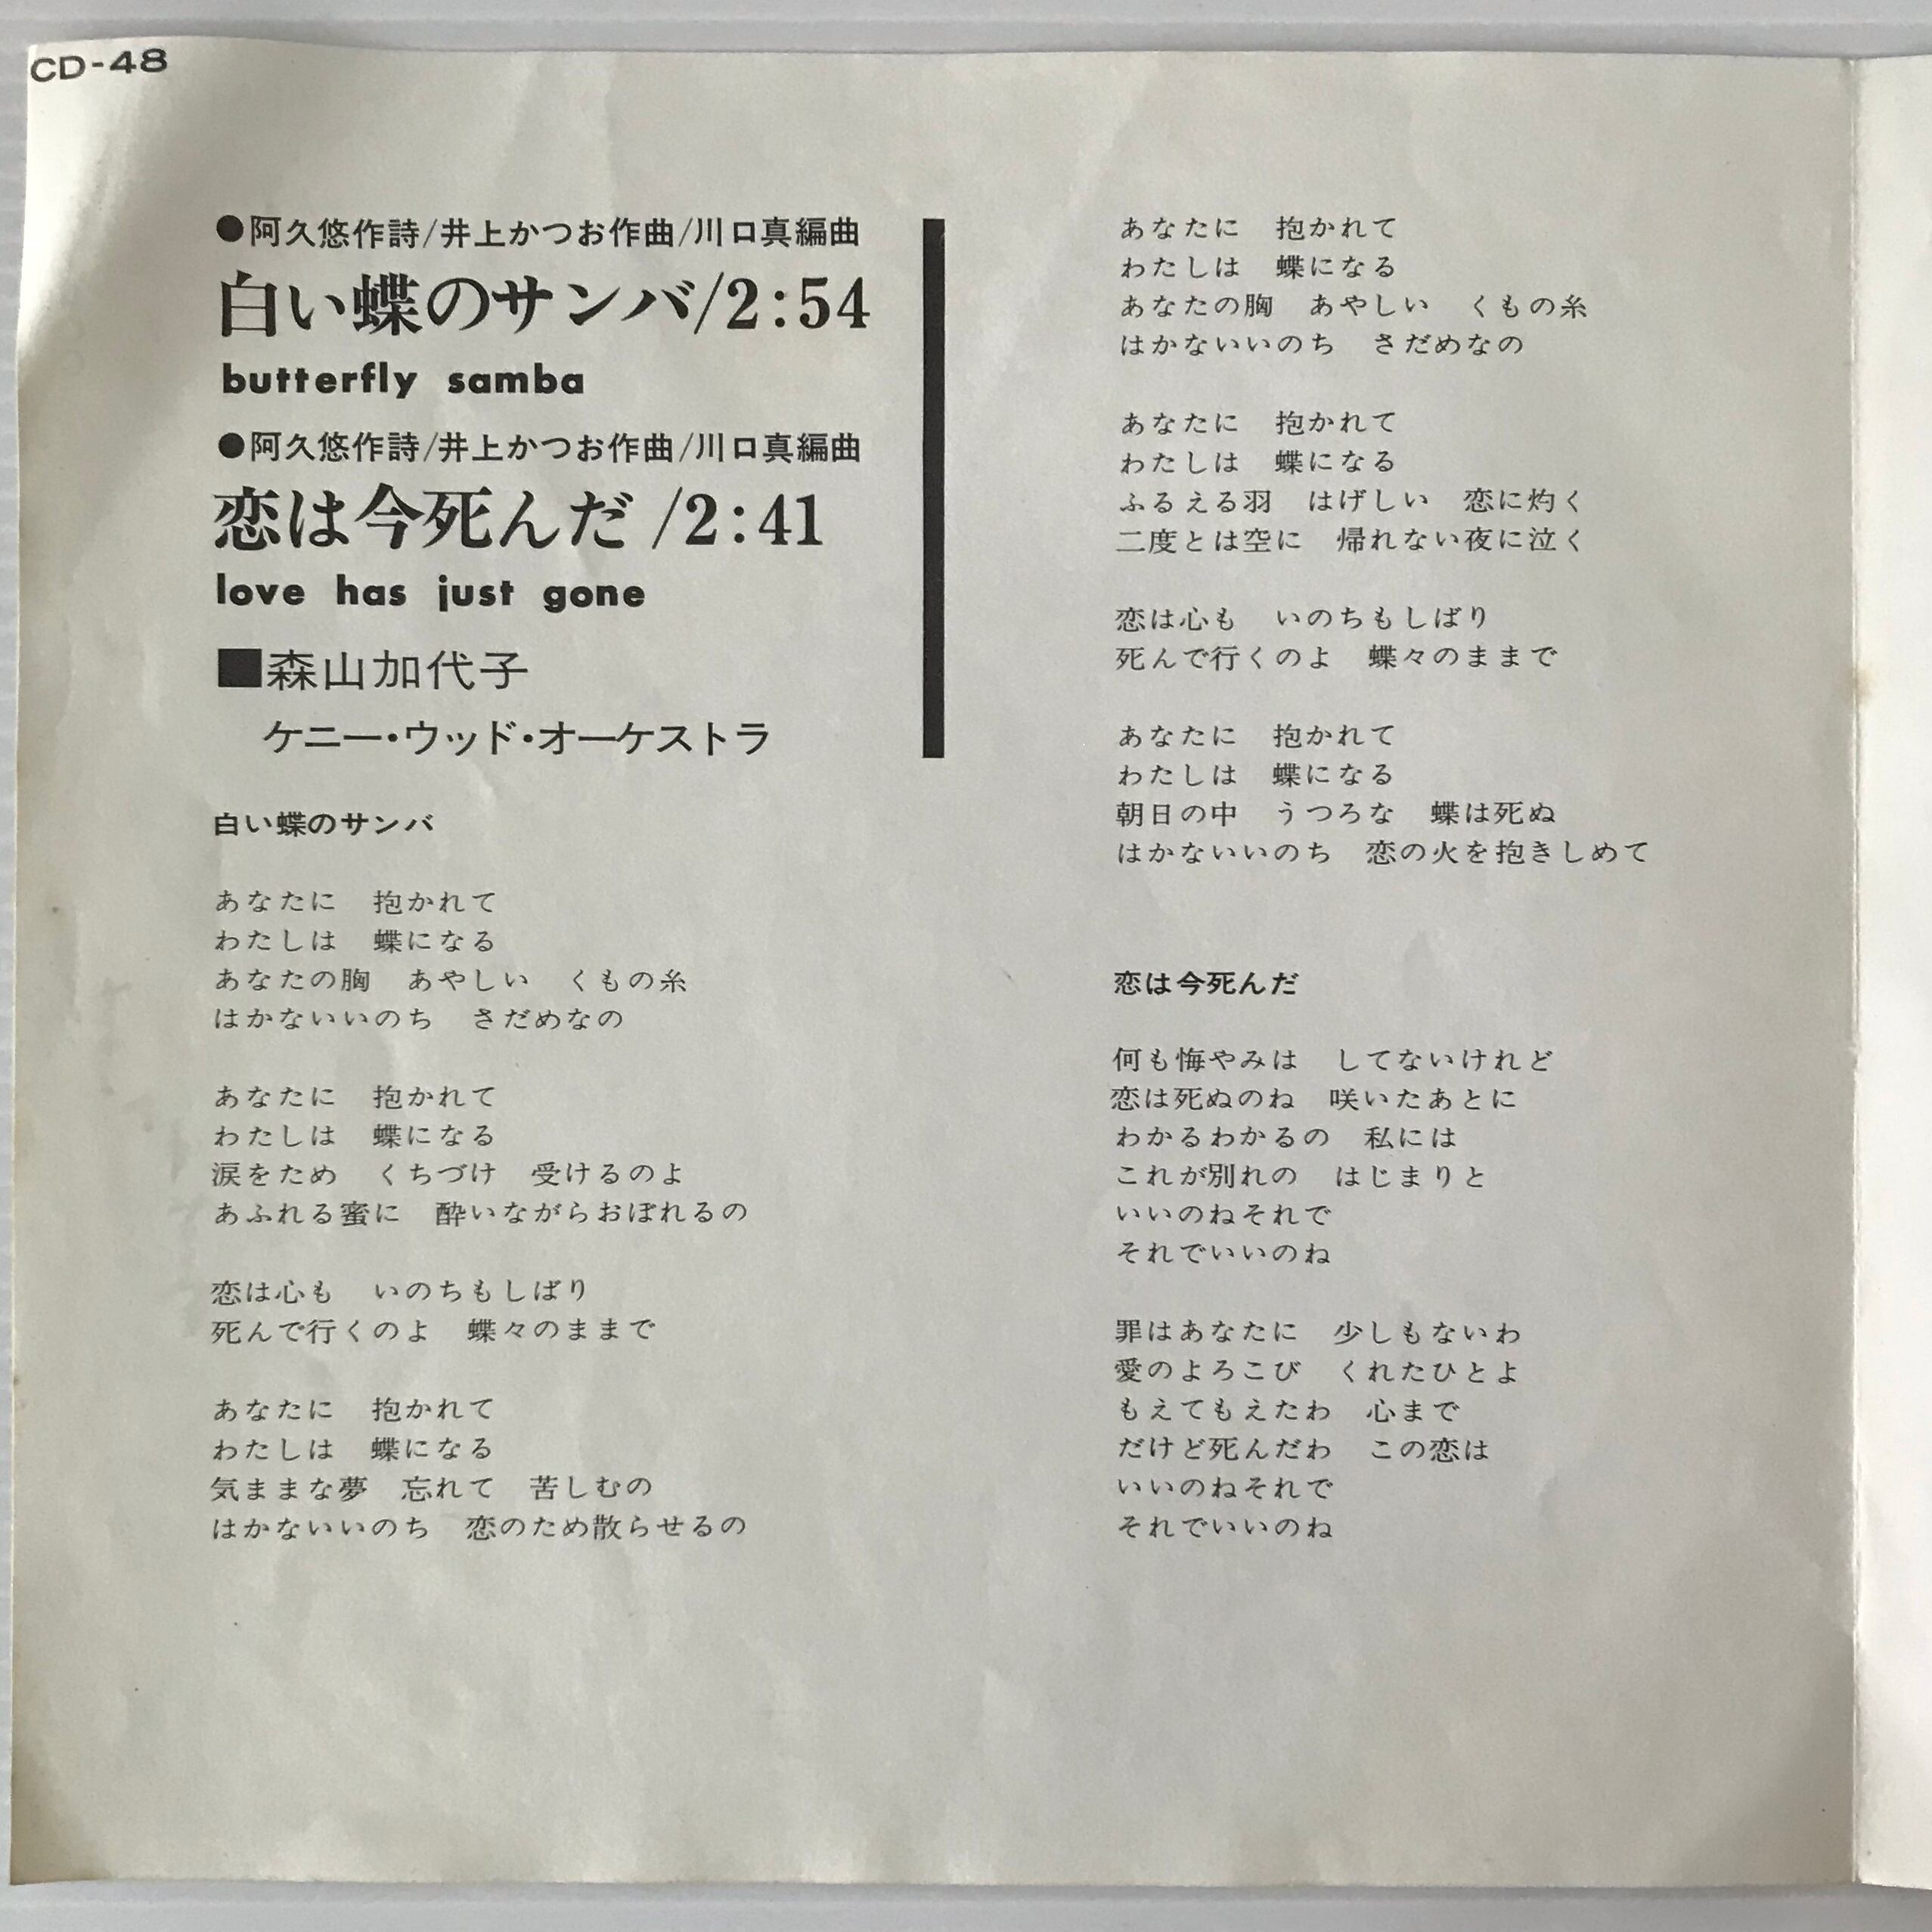 CD-48
●阿久悠作詩/井上かつお作曲/川口真編曲
白い蝶のサンバ/2:54
butterfly samba
●阿久悠作詩/井上かつお作曲/川口真編曲
恋は今死んだ/2:41
love has just gone
■森山加代子
ケニー・ウッド・オーケストラ
白い蝶のサンバ
あなたに　抱かれて
わたしは　蝶になる
あなたの胸　あやしい　くもの糸
はかないいのち　さだめなの
あなたに　抱かれて
わたしは　蝶になる
涙をため　くちづけ　受けるのよ
あふれる蜜に　酔いながらおぼれるの
恋は心も　いのちもしばり
死んで行くのよ　蝶々のままで
あなたに　抱かれて
わたしは　蝶になる
気ままな夢　忘れて　苦しむの
はかないいのち　恋のため散らせるの
あなたに　抱かれて
わたしは　蝶になる
あなたの胸　あやしい　くもの糸
はかないいのち　さだめなの
あなたに　抱かれて
わたしは　蝶になる
ふるえる羽　はげしい　恋に灼く
二度とは空に　帰れない夜に泣く
恋は心も　いのちもしばり
死んで行くのよ　蝶々のままで
あなたに　抱かれて
わたしは　蝶になる
朝日の中　うつろな　蝶は死ぬ
はかないいのち　恋の火を抱きしめて
恋は今死んだ
何も悔やみは　してないけれど
恋は死ぬのね　咲いたあとに
わかるわかるの　私には
これが別れの　はじまりと
いいのねそれで
それでいいのね
罪はあなたに　少しもないわ
愛のよろこび　くれたひとよ
もえてもえたわ　心まで
だけど死んだわ　この恋は
いいのねそれで
それでいいのね